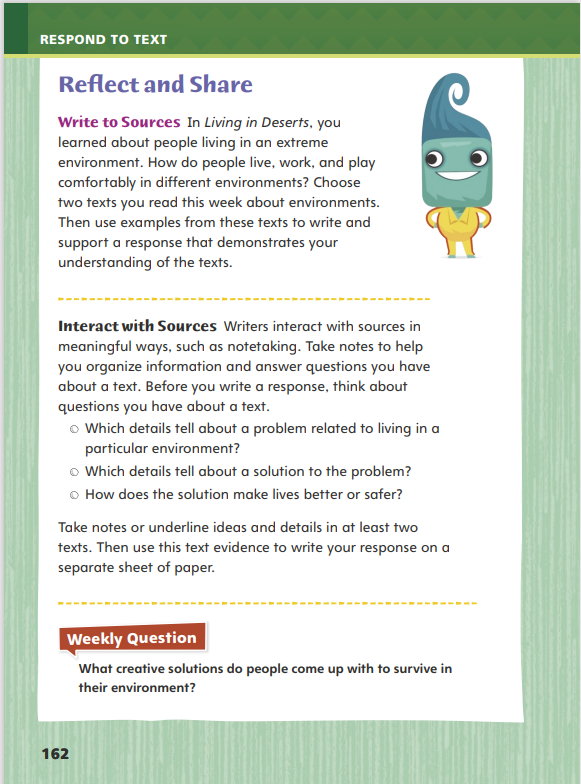 RESPOND TO TEXT
Reflect and Share
Write to Sources In Living in Deserts, you
learned about people living in an extreme
environment. How do people live, work, and play
comfortably in different environments? Choose
two texts you read this week about environments.
Then use examples from these texts to write and
support a response that demonstrates your
understanding of the texts.
Interact with Sources Writers interact with sources in
meaningful ways, such as notetaking. Take notes to help
you organize information and answer questions you have
about a text. Before you write a response, think about
questions you have about a text.
Which details tell about a problem related to living in a
particular environment?
Which details tell about a solution to the problem?
How does the solution make lives better or safer?
Take notes or underline ideas and details in at least two
texts. Then use this text evidence to write your response on a
separate sheet of paper.
Weekly Question
What creative solutions do people come up with to survive in
their environment?
162